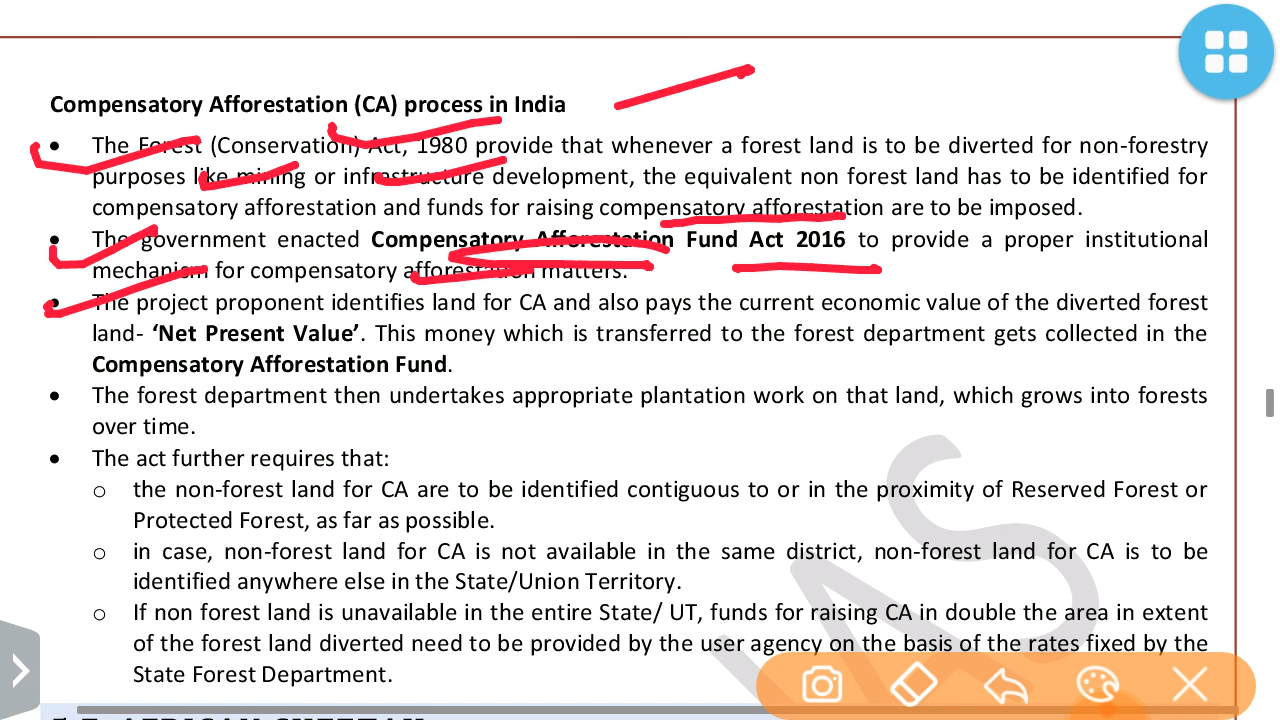 Compensatory Afforestation (CA) process in India
• The Forest (Conservation) Act, 1980 provide that whenever a forest land is to be diverted for non-forestry
purposes like mining or infrastructure development, the equivalent non forest land has to be identified for
compensatory afforestation and funds for raising compensatory afforestation are to be imposed.
• The government enacted Compensatory Afforestation Fund Act 2016 to provide a proper institutional
mechanism for compensatory afforestation matters.
• The project proponent identifies land for CA and also pays the current economic value of the diverted forest
land- ‘Net Present Value’. This money which is transferred to the forest department gets collected in the
Compensatory Afforestation Fund.
• The forest department then undertakes appropriate plantation work on that land, which grows into forests
over time.
• The act further requires that:
o the non-forest land for CA are to be identified contiguous to or in the proximity of Reserved Forest or
Protected Forest, as far as possible.
o in case, non-forest land for CA is not available in the same district, non-forest land for CA is to be
identified anywhere else in the State/Union Territory.
o If non forest land is unavailable in the entire State/ UT, funds for raising CA in double the area in extent
of the forest land diverted need to be provided by the user agency on the basis of the rates fixed by the
State Forest Department.